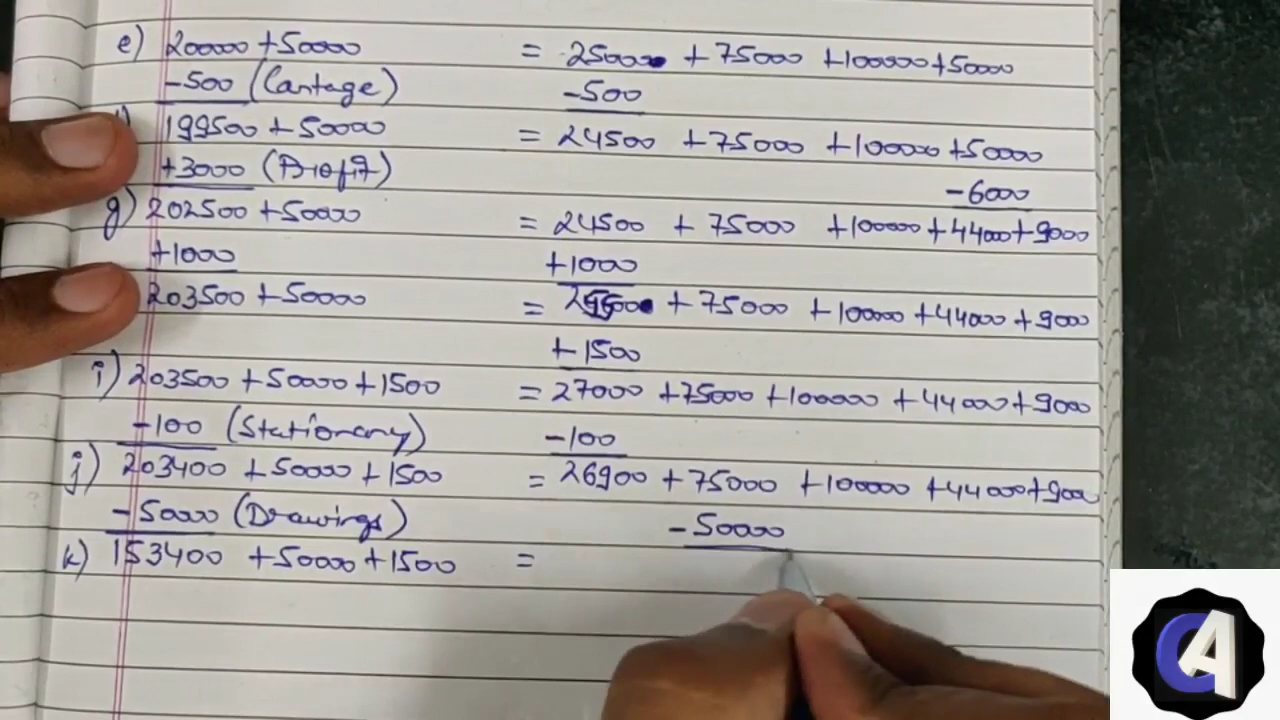 e) 200000 +50000 = 25000 + 75000 +100000 +50000
-500 (Cartage) -500
199500 +50000 = 24500 + 75000 +100000 +50000
+3000 (Profit) -6000
g) 202500 +50000 = 24500 + 75000 +100000 +44000 +9000
+1000 +1000
203500 +50000 = 25500 + 75000 +100000 +44000 +9000
+1500
i) 203500 +50000 +1500 = 27000 +75000 +100000 +44000 +9000
-100 (Stationary) -100
j) 203400 +50000 +1500 = 26900 +75000 +100000 +44000 +9000
-50000 (Drawings) -50000
k) 153400 +50000 +1500 =
CA